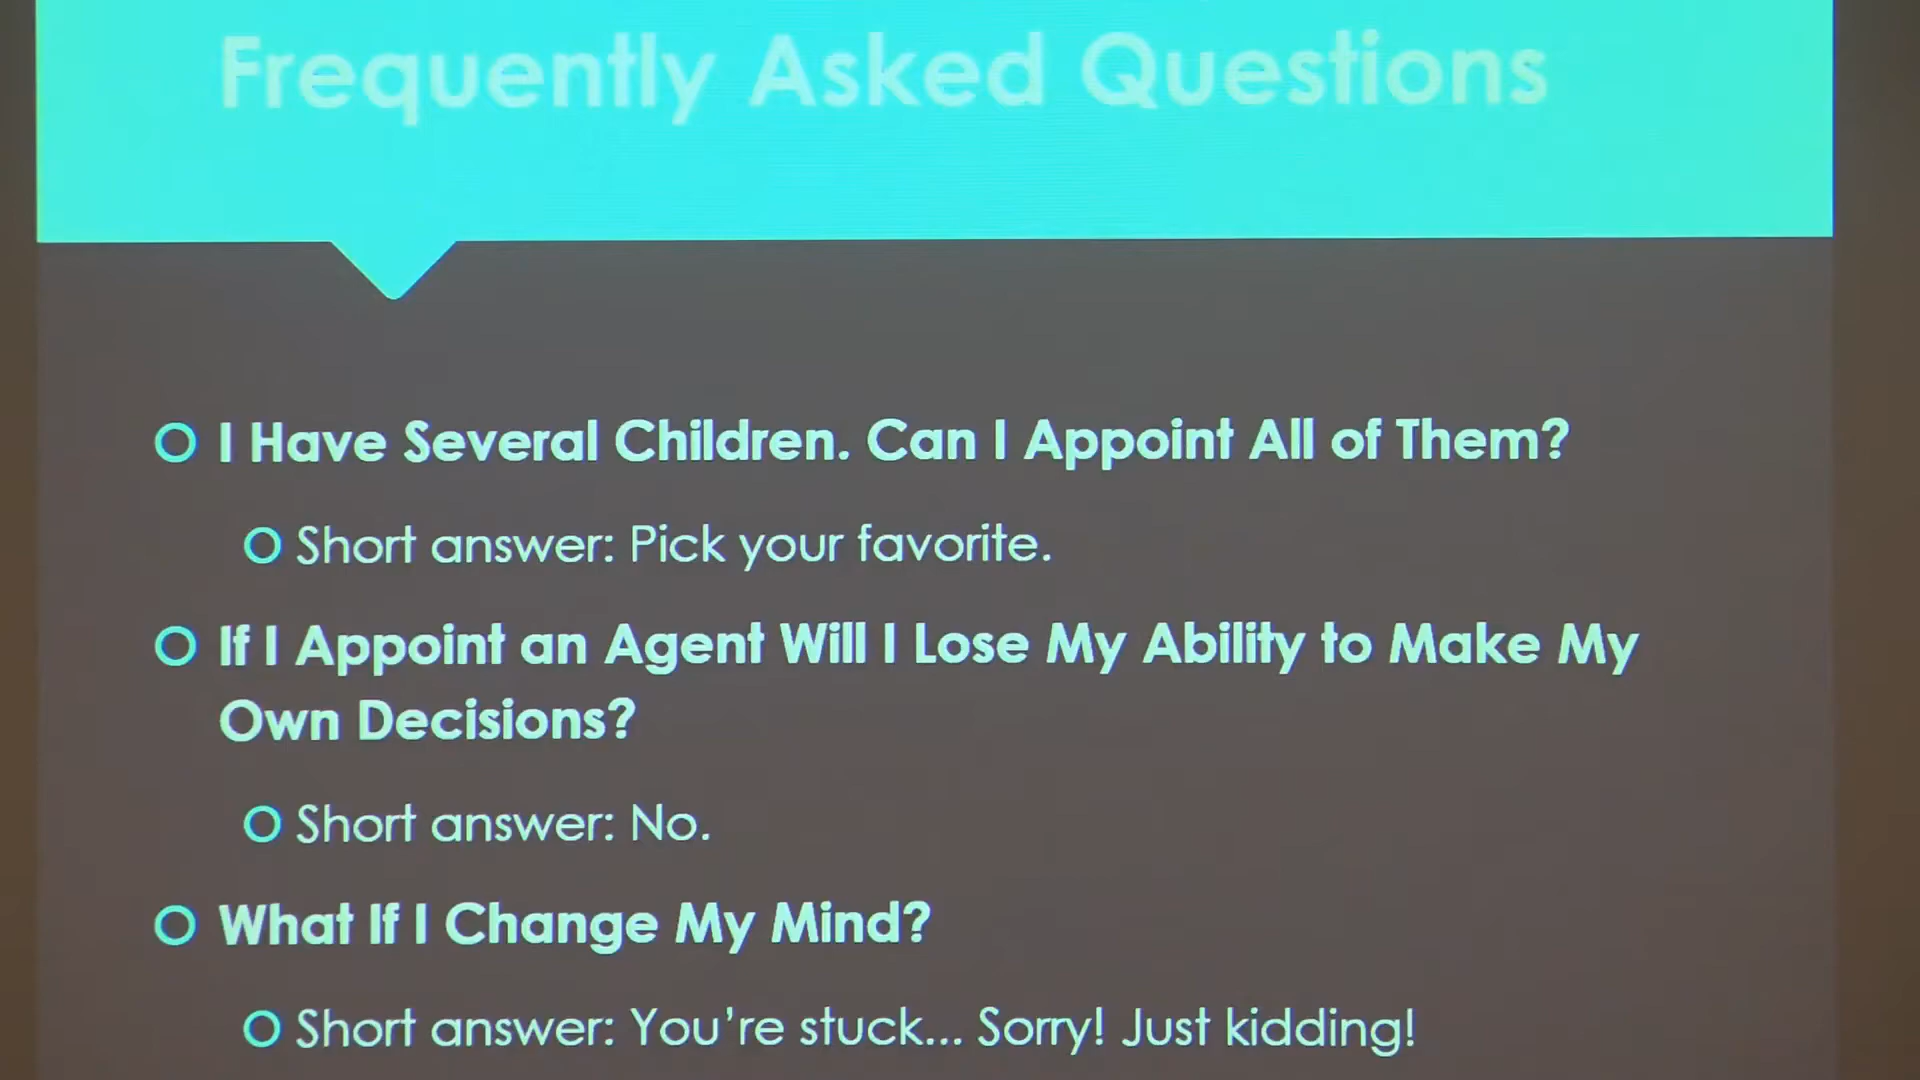 Frequently Asked Questions
I Have Several Children. Can I Appoint All of Them?
Short answer: Pick your favorite.
If I Appoint an Agent Will I Lose My Ability to Make My
Own Decisions?
Short answer: No.
What If I Change My Mind?
Short answer: You're stuck... Sorry! Just kidding!